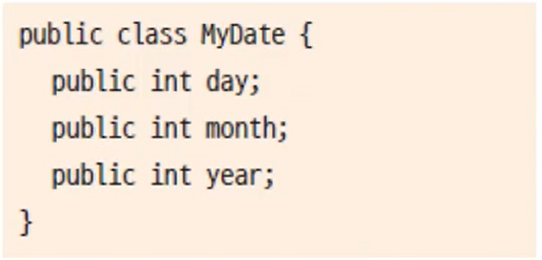 public class MyDate {
public int day;
public int month;
public int year;
}